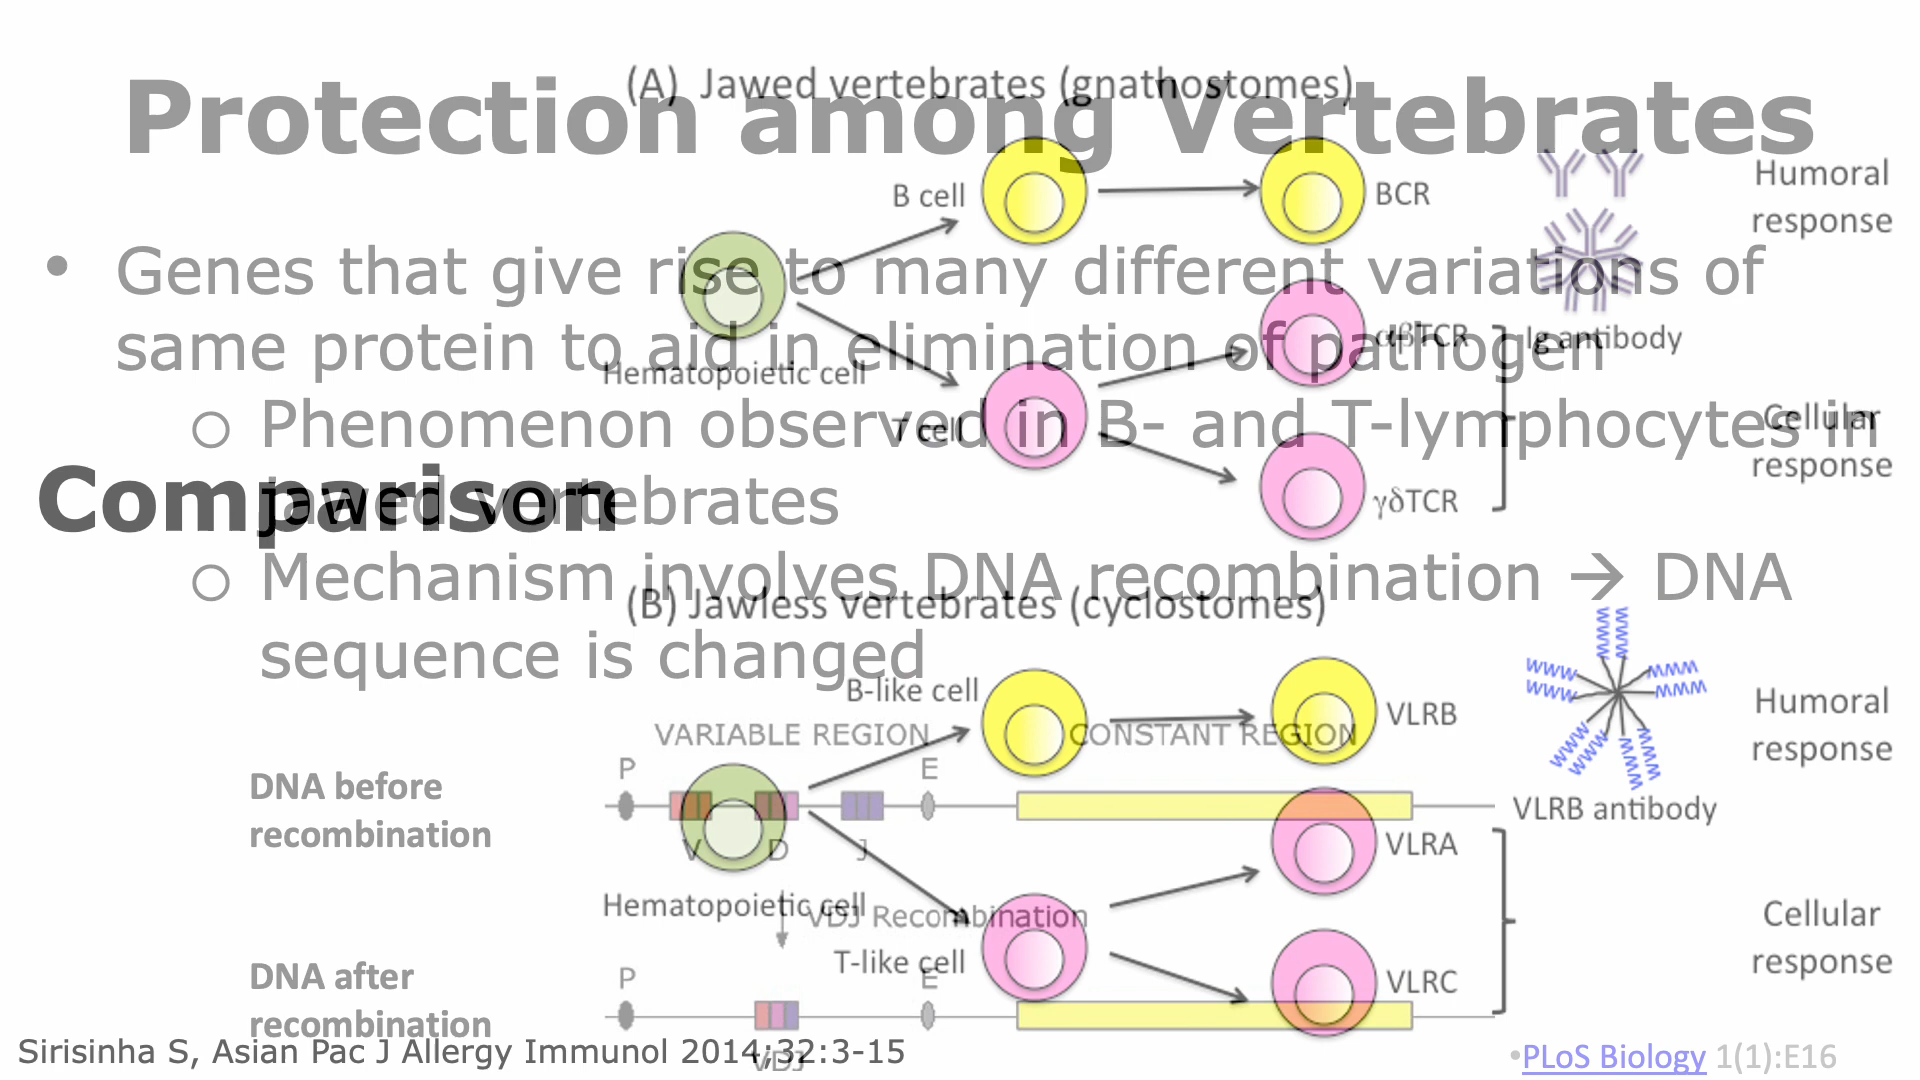 Protection among Vertebrates
• Genes that give rise to many different variations of
same protein to aid in elimination of pathogen
○ Phenomenon observed in B- and T-lymphocytes in
jawed vertebrates
○ Mechanism involves DNA recombination → DNA
sequence is changed
VARIABLE REGION
CONSTANT REGION
P
E
DNA before
recombination
V
D
J
VDJ Recombination
DNA after
recombination
P
E
VDJ
•PLoS Biology 1(1):E16
Comparison
(A) Jawed vertebrates (gnathostomes)
B cell
BCR
Humoral
response
Hematopoietic cell
αβTCR
Ig antibody
T cell
Cellular
response
γδTCR
(B) Jawless vertebrates (cyclostomes)
B-like cell
VLRB
Humoral
response
VLRB antibody
VLRA
Hematopoietic cell
T-like cell
Cellular
response
VLRC
Sirisinha S, Asian Pac J Allergy Immunol 2014;32:3-15